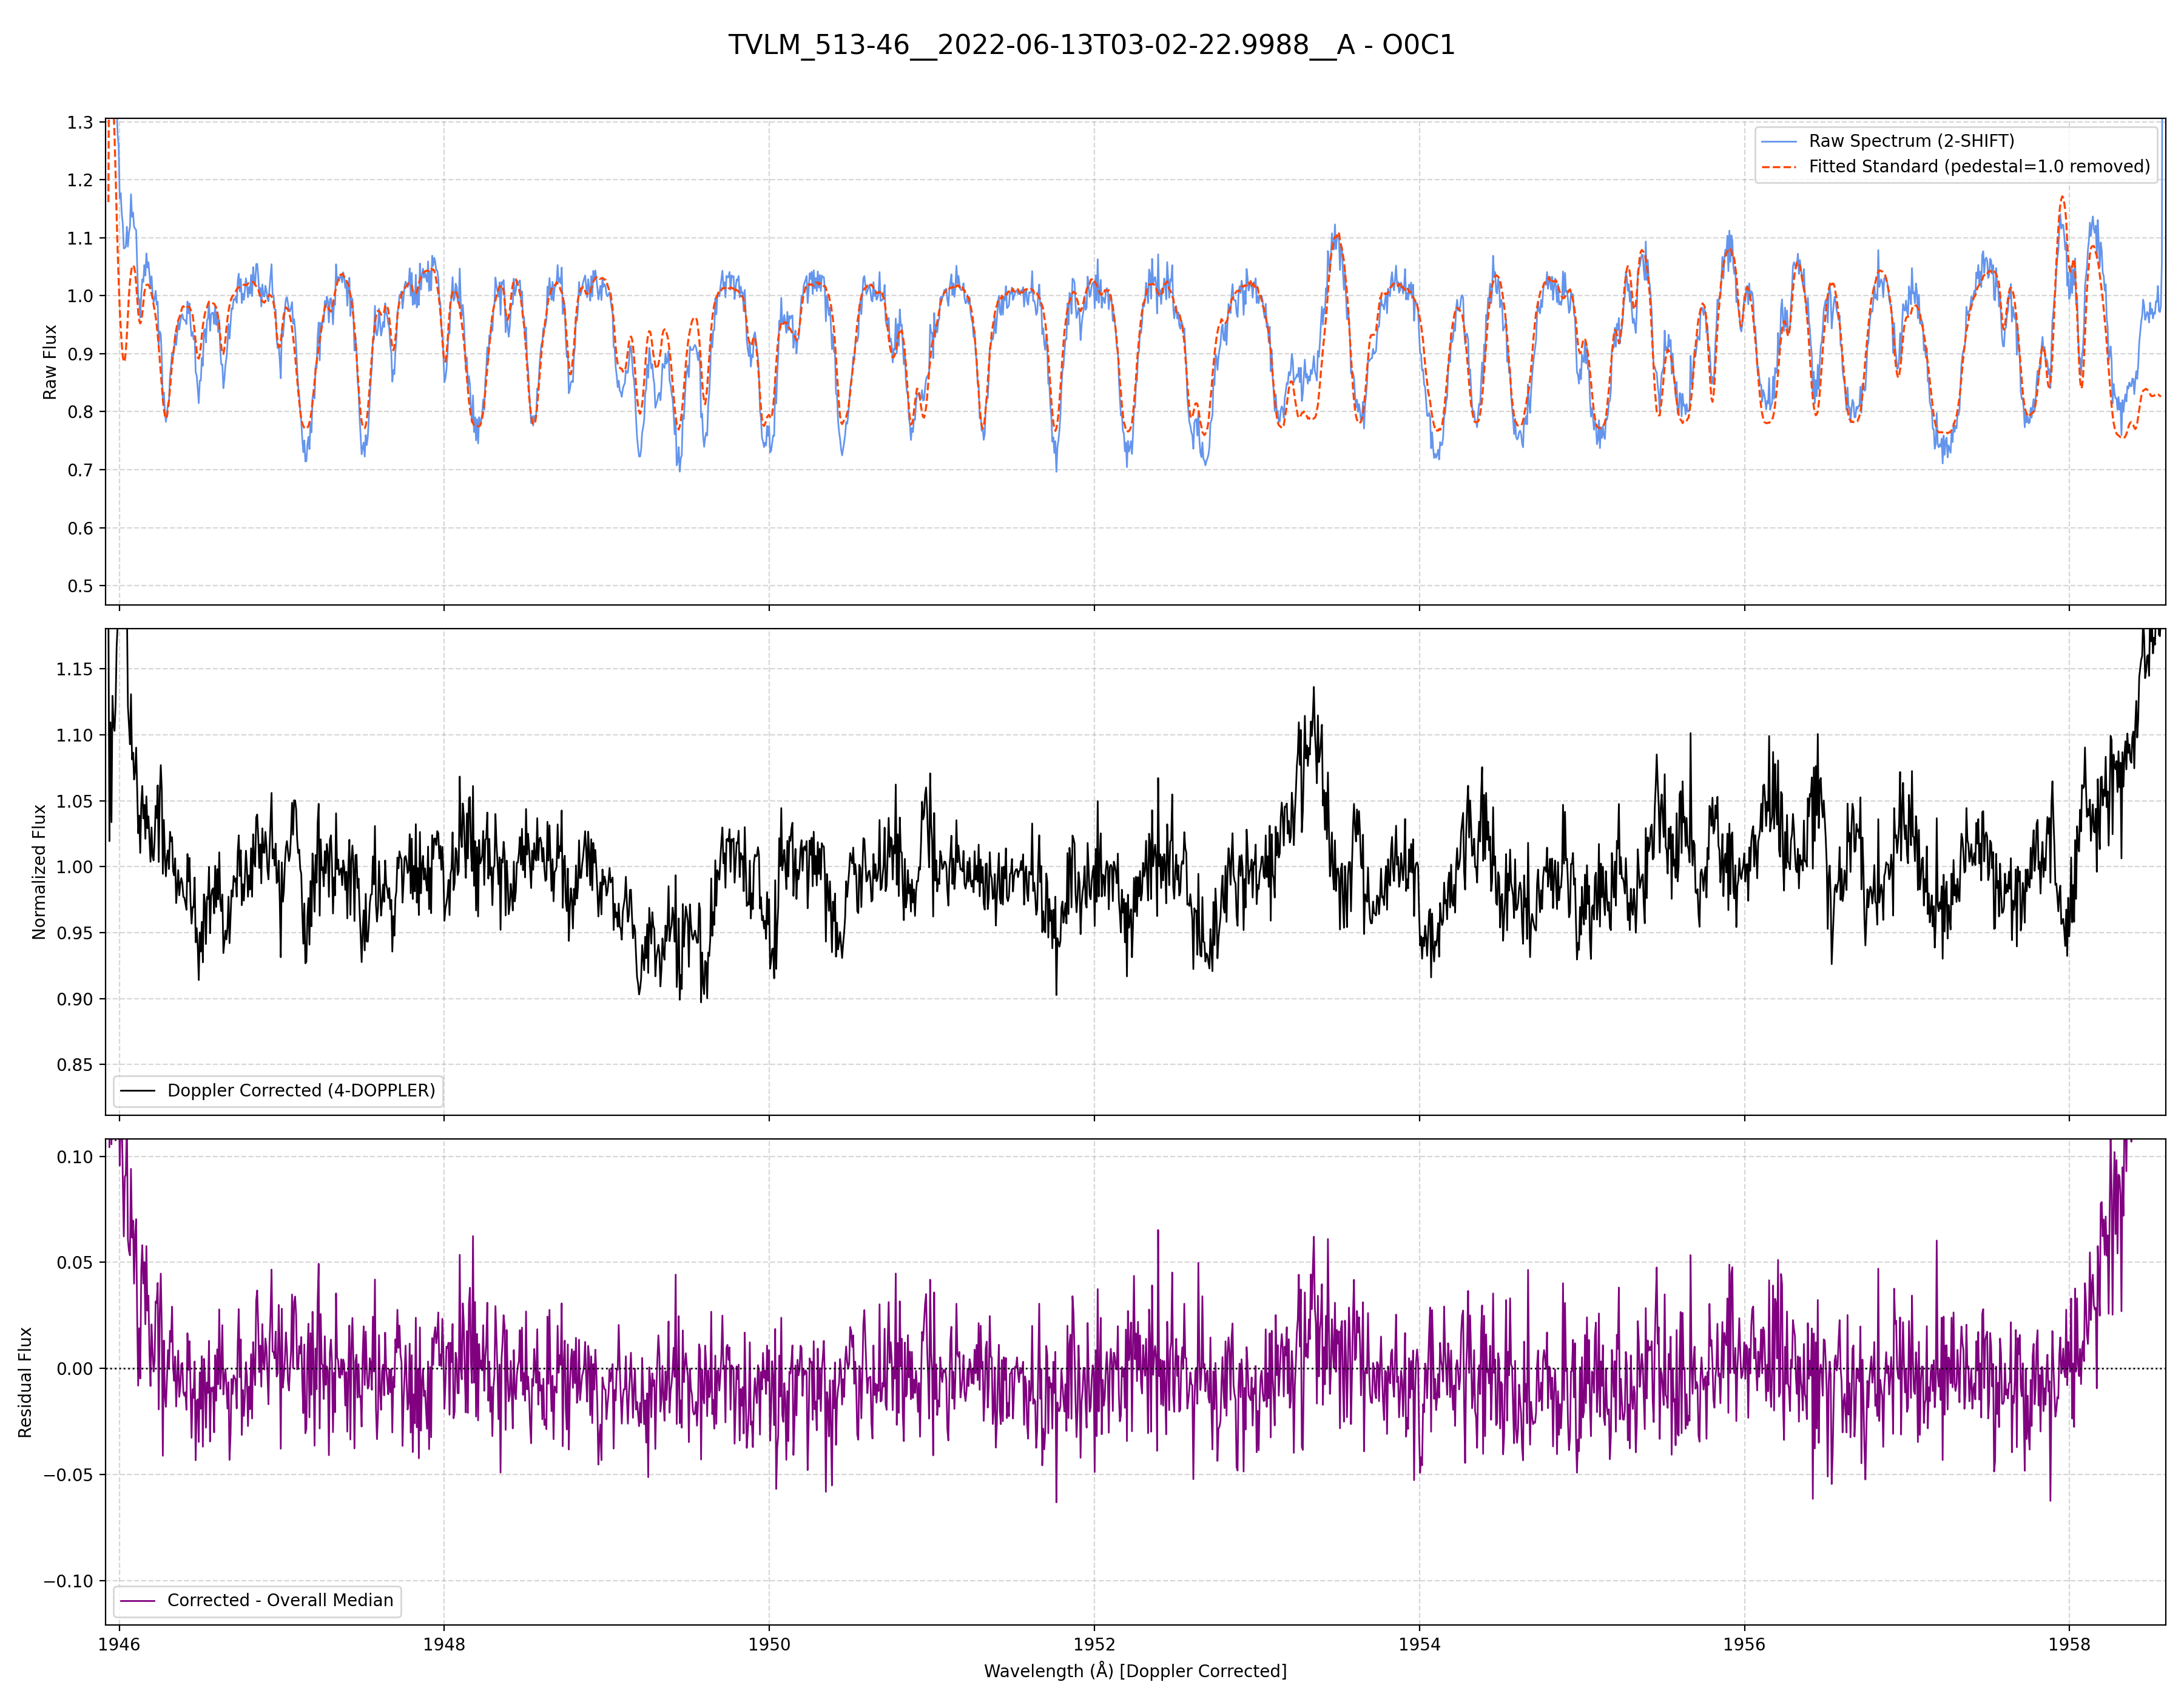 TVLM_513-46__2022-06-13T03-02-22.9988__A - O0C1
1.3
1.2
1.1
1.0
0.9
0.8
0.7
0.6
0.5
Raw Flux
Raw Spectrum (2-SHIFT)
Fitted Standard (pedestal=1.0 removed)
1.15
1.10
1.05
1.00
0.95
0.90
0.85
Normalized Flux
Doppler Corrected (4-DOPPLER)
0.10
0.05
0.00
−0.05
−0.10
Residual Flux
Corrected - Overall Median
1946 1948 1950 1952 1954 1956 1958
Wavelength (Å) [Doppler Corrected]